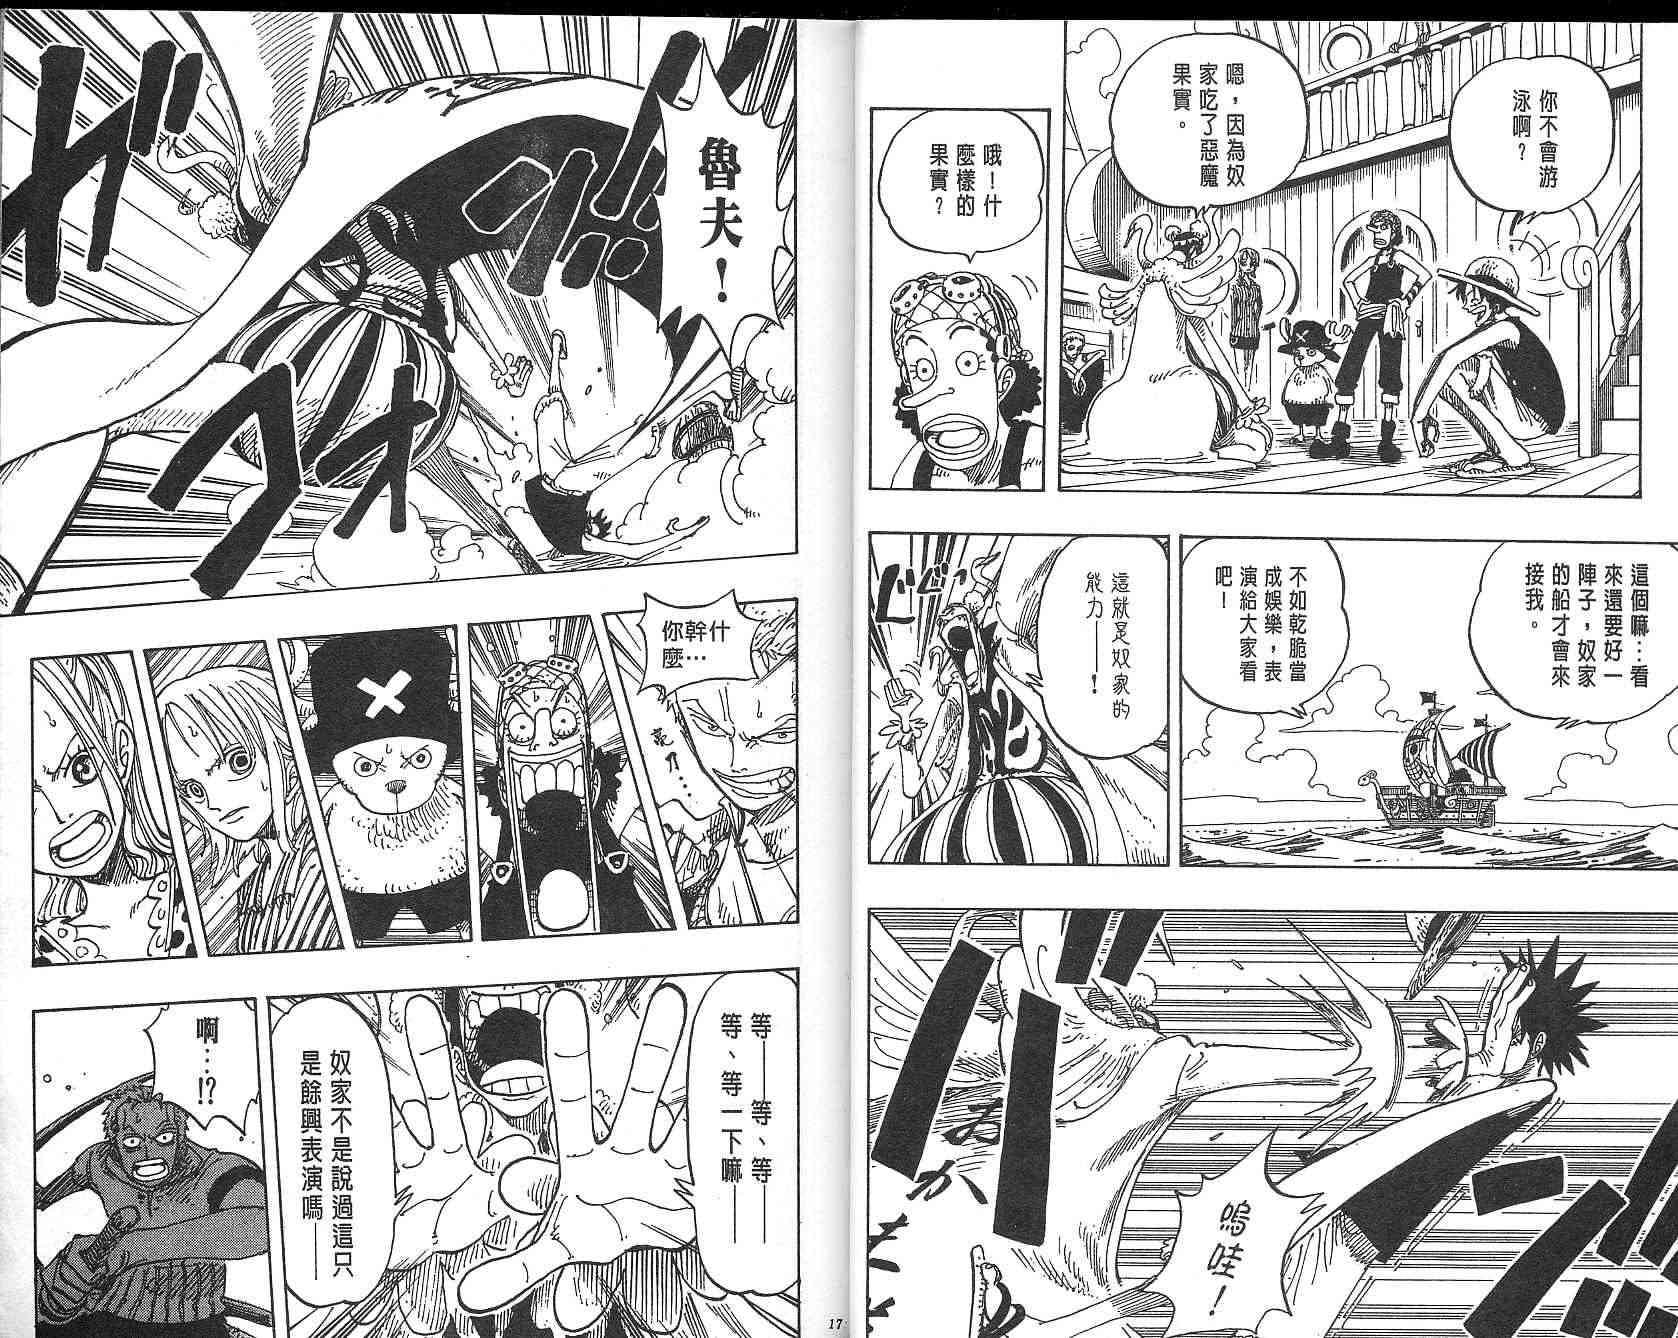 你不會游
泳啊？
嗯，因為奴
家吃了惡魔
果實。
哦！什
麼樣的
果實？
這個嘛…看
來還要好一
陣子，奴家
的船才會來
接我。
不如乾脆當
成娛樂，表
演給大家看
吧！
這就是奴家的
能力——！
嗚哇！
魯夫！
你幹什
麼…
亮刀…
等——等、等——
等、等一下嘛——
奴家不是說過這只
是餘興表演嗎——
啊…!?
17